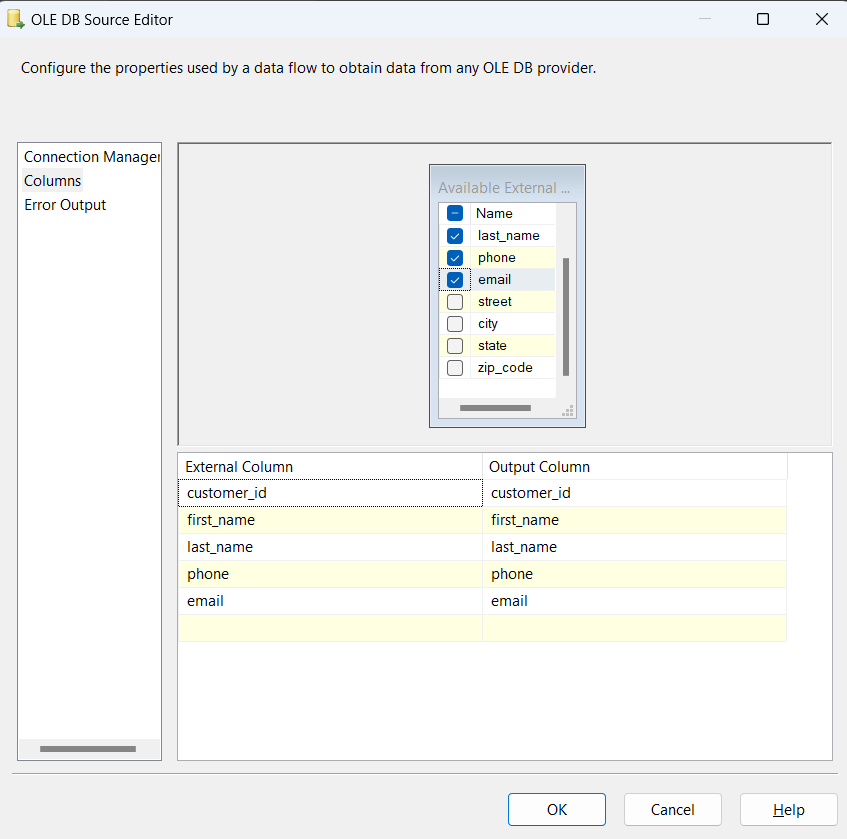 OLE DB Source Editor
Configure the properties used by a data flow to obtain data from any OLE DB provider.
Connection Manager
Columns
Error Output
Available External ...
Name
last_name
phone
email
street
city
state
zip_code
External Column Output Column
customer_id customer_id
first_name first_name
last_name last_name
phone phone
email email
OK Cancel Help